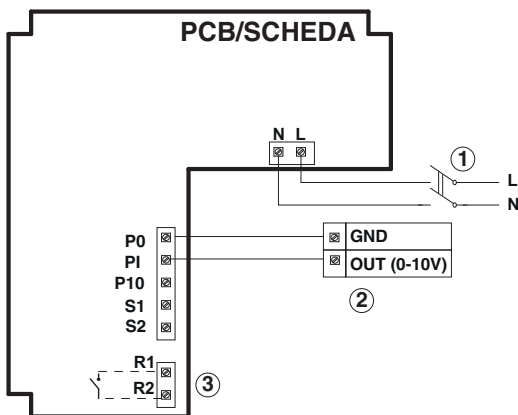 PCB/SCHEDA
N L
1
L
N
P0
PI
P10
S1
S2
GND
OUT (0-10V)
2
R1
R2
3